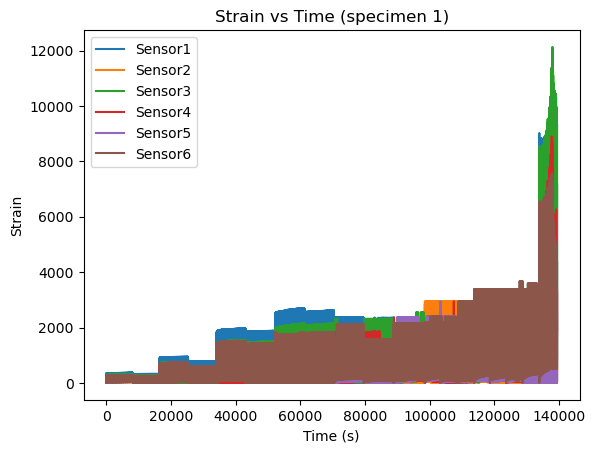 Strain vs Time (specimen 1)
Sensor1
Sensor2
Sensor3
Sensor4
Sensor5
Sensor6
12000
10000
8000
6000
4000
2000
0
Strain
0 20000 40000 60000 80000 100000 120000 140000
Time (s)